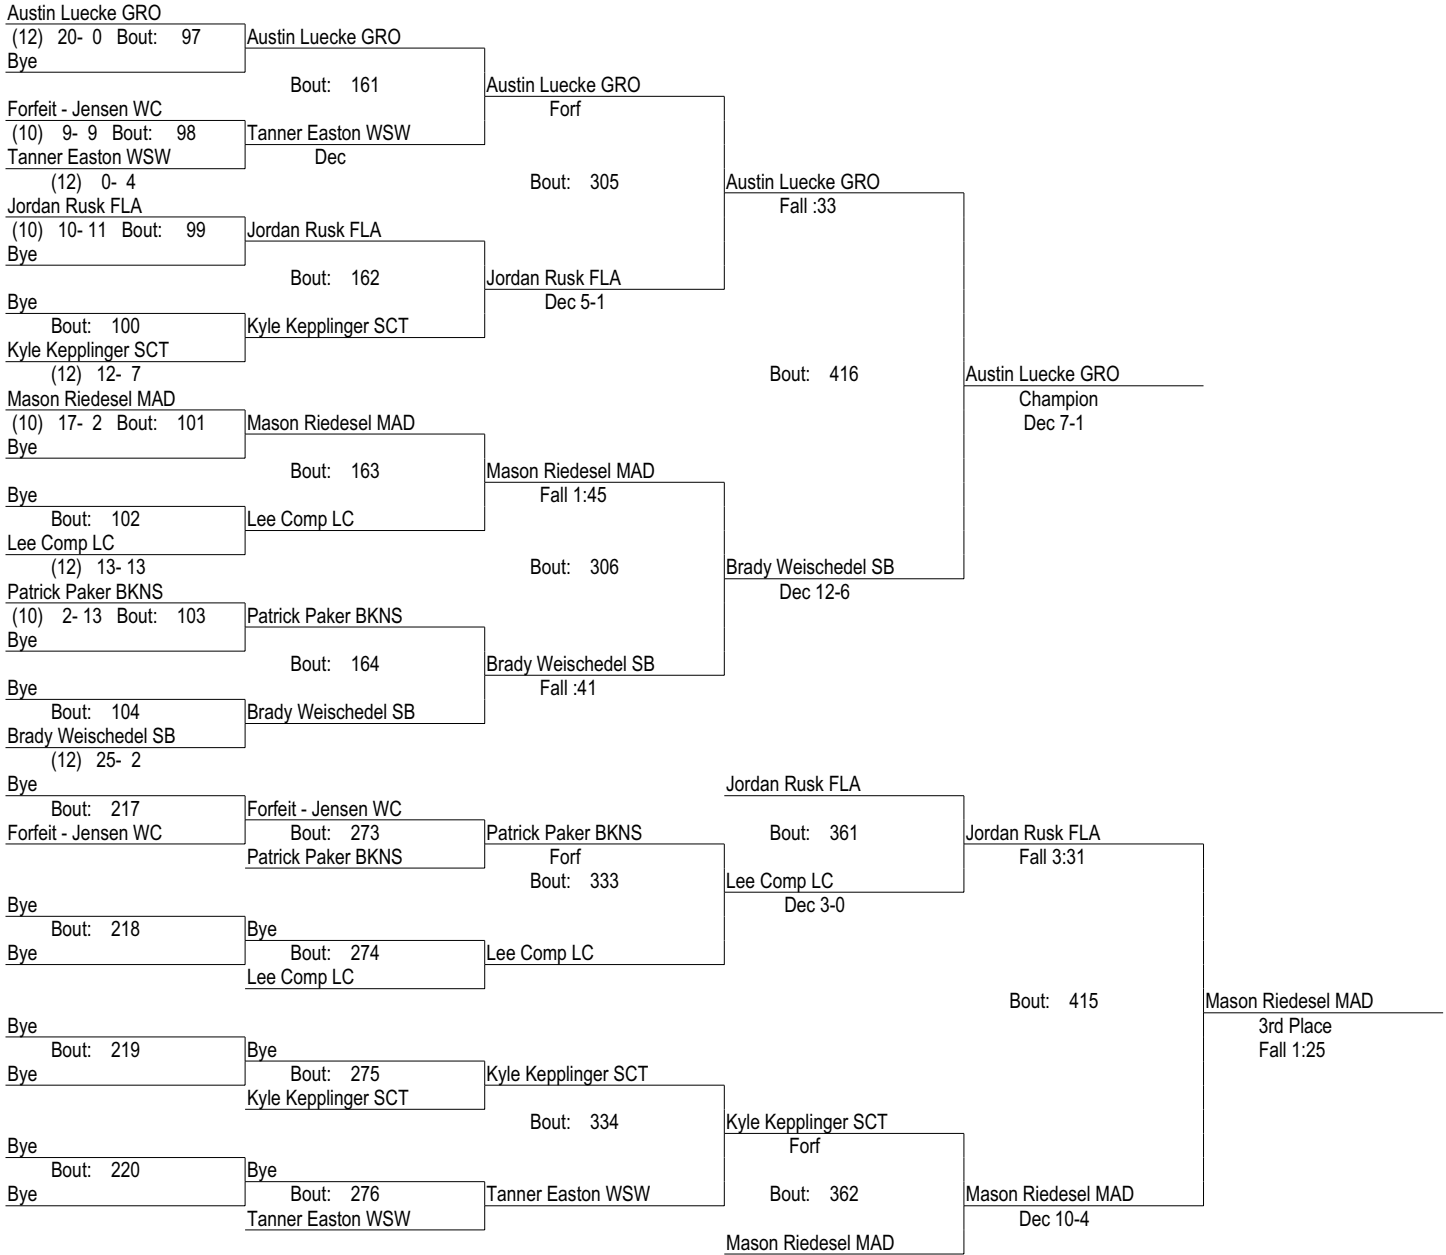 Austin Luecke GRO
(12) 20- 0 Bout: 97 Austin Luecke GRO
Bye
Bout: 161 Austin Luecke GRO
Forfeit - Jensen WC Forf
(10) 9- 9 Bout: 98 Tanner Easton WSW
Tanner Easton WSW Dec
(12) 0- 4 Bout: 305 Austin Luecke GRO
Jordan Rusk FLA Fall :33
(10) 10- 11 Bout: 99 Jordan Rusk FLA
Bye
Bout: 162 Jordan Rusk FLA
Bye Dec 5-1
Bout: 100 Kyle Kepplinger SCT
Kyle Kepplinger SCT
(12) 12- 7 Bout: 416 Austin Luecke GRO
Mason Riedesel MAD Champion
(10) 17- 2 Bout: 101 Mason Riedesel MAD Dec 7-1
Bye
Bout: 163 Mason Riedesel MAD
Bye Fall 1:45
Bout: 102 Lee Comp LC
Lee Comp LC
(12) 13- 13 Bout: 306 Brady Weischedel SB
Patrick Paker BKNS Dec 12-6
(10) 2- 13 Bout: 103 Patrick Paker BKNS
Bye
Bout: 164 Brady Weischedel SB
Bye Fall :41
Bout: 104 Brady Weischedel SB
Brady Weischedel SB
(12) 25- 2
Bye Jordan Rusk FLA
Bout: 217 Forfeit - Jensen WC
Forfeit - Jensen WC Bout: 273 Patrick Paker BKNS Bout: 361 Jordan Rusk FLA
Patrick Paker BKNS Forf Fall 3:31
Bout: 333 Lee Comp LC
Bye Dec 3-0
Bout: 218 Bye
Bye Bout: 274 Lee Comp LC
Lee Comp LC
Bout: 415 Mason Riedesel MAD
Bye 3rd Place
Bout: 219 Bye Fall 1:25
Bye Bout: 275 Kyle Kepplinger SCT
Kyle Kepplinger SCT
Bout: 334 Kyle Kepplinger SCT
Bye Forf
Bout: 220 Bye
Bye Bout: 276 Tanner Easton WSW Bout: 362 Mason Riedesel MAD
Tanner Easton WSW Dec 10-4
Mason Riedesel MAD